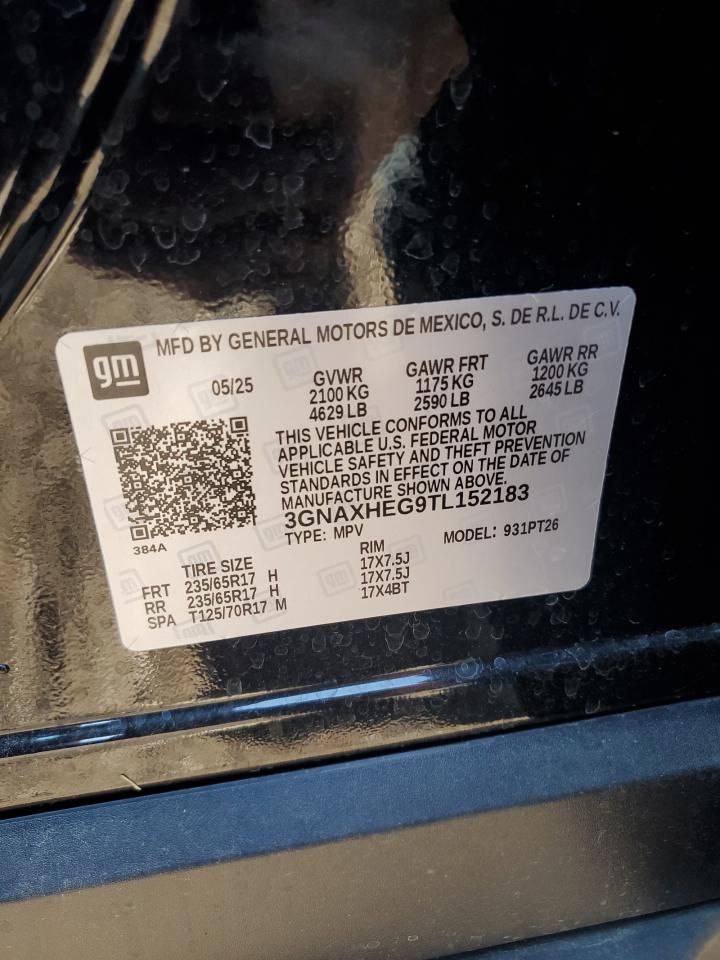 gm MFD BY GENERAL MOTORS DE MEXICO, S. DE R.L. DE C.V.
05/25 GVWR GAWR FRT GAWR RR
2100 KG 1175 KG 1200 KG
4629 LB 2590 LB 2645 LB
THIS VEHICLE CONFORMS TO ALL
APPLICABLE U.S. FEDERAL MOTOR
VEHICLE SAFETY AND THEFT PREVENTION
STANDARDS IN EFFECT ON THE DATE OF
MANUFACTURE SHOWN ABOVE.
3GNAXHEG9TL152183
384A
TYPE: MPV MODEL: 931PT26
TIRE SIZE RIM
FRT 235/65R17 H 17X7.5J
RR 235/65R17 H 17X7.5J
SPA T125/70R17 M 17X4BT